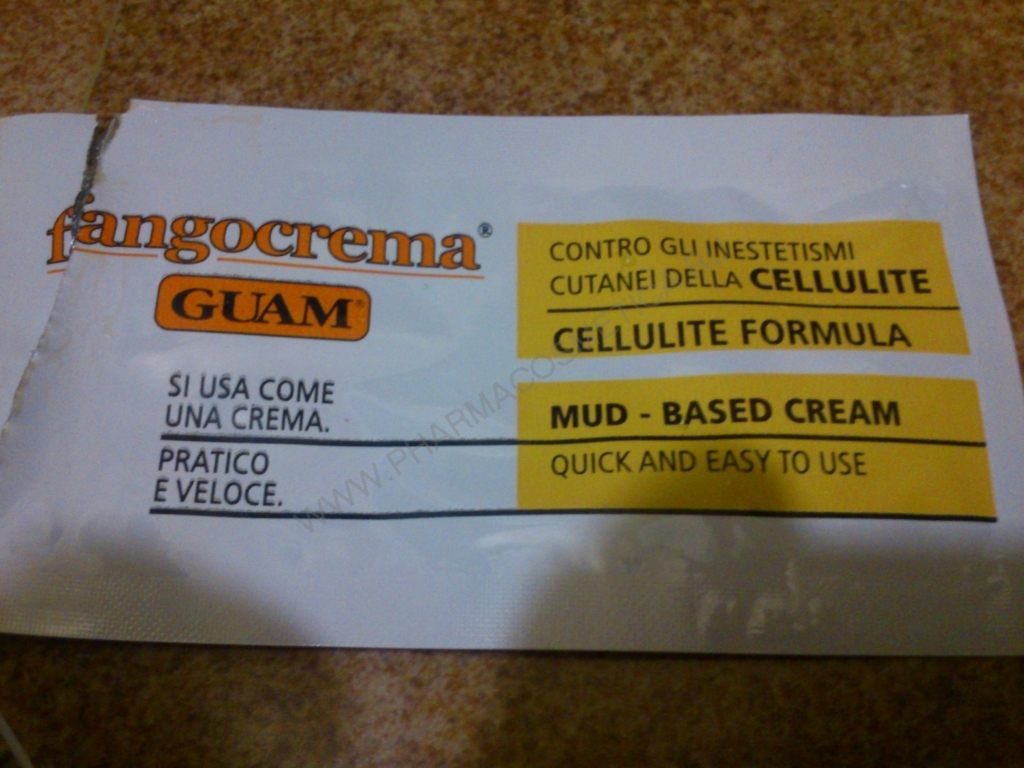 fangocrema®
GUAM®
SI USA COME
UNA CREMA.
PRATICO
E VELOCE.
CONTRO GLI INESTETISMI
CUTANEI DELLA CELLULITE
CELLULITE FORMULA
MUD - BASED CREAM
QUICK AND EASY TO USE